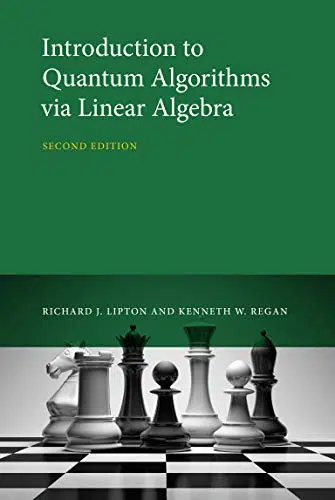 Introduction to
Quantum Algorithms
via Linear Algebra
SECOND EDITION
RICHARD J. LIPTON AND KENNETH W. REGAN